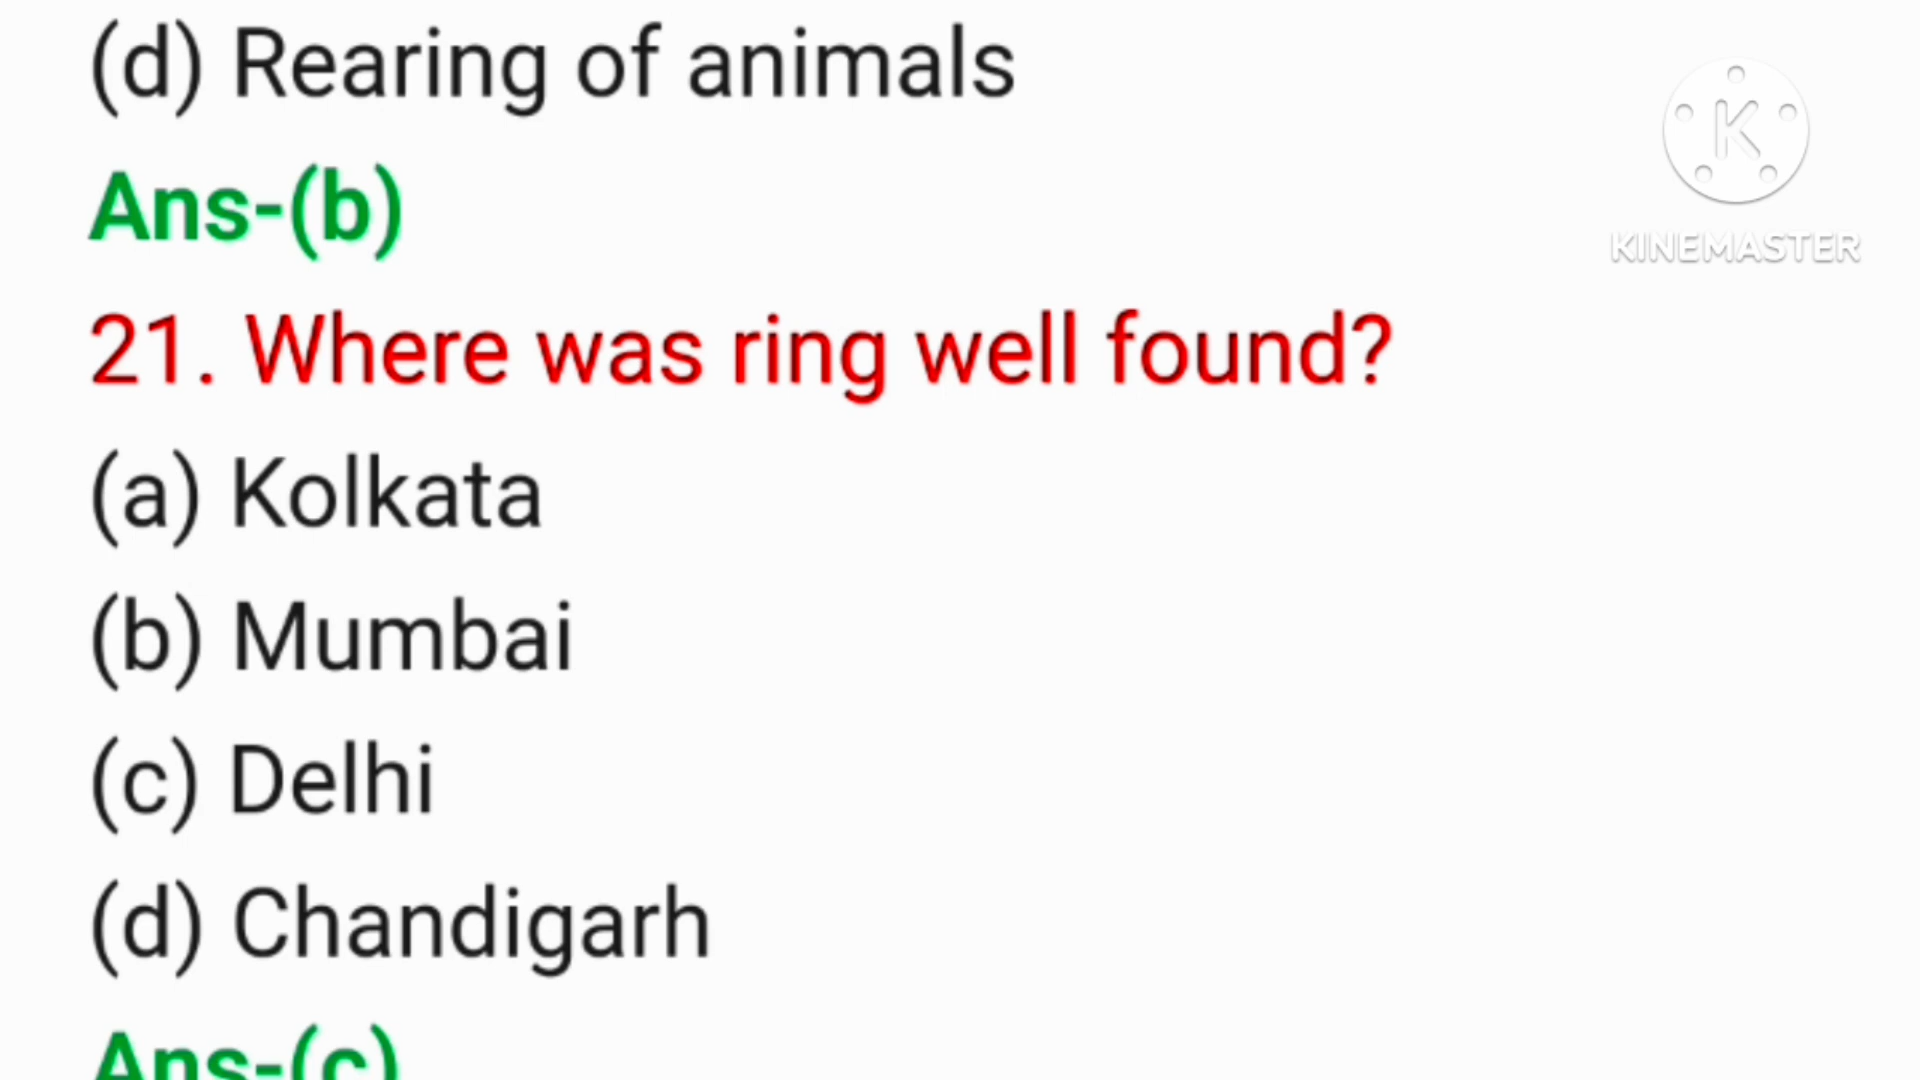 (d) Rearing of animals
K
KINEMASTER
Ans-(b)
21. Where was ring well found?
(a) Kolkata
(b) Mumbai
(c) Delhi
(d) Chandigarh
Ans-(c)